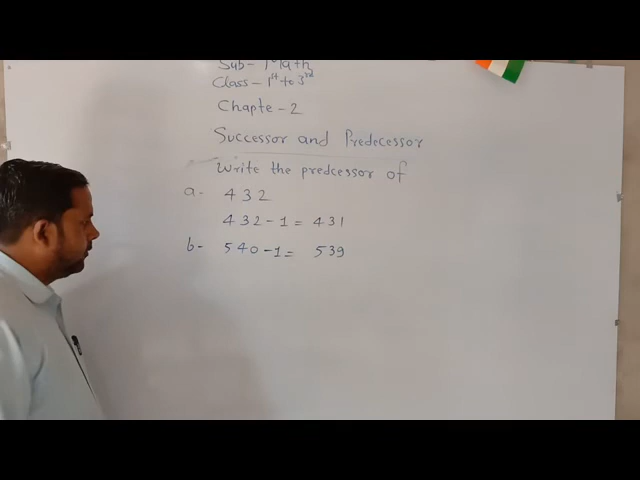 Sub- Math
Class- 1st to 3rd
Chapte - 2
Successor and Predecessor
Write the predcessor of
a- 432
432-1= 431
b- 540-1= 539